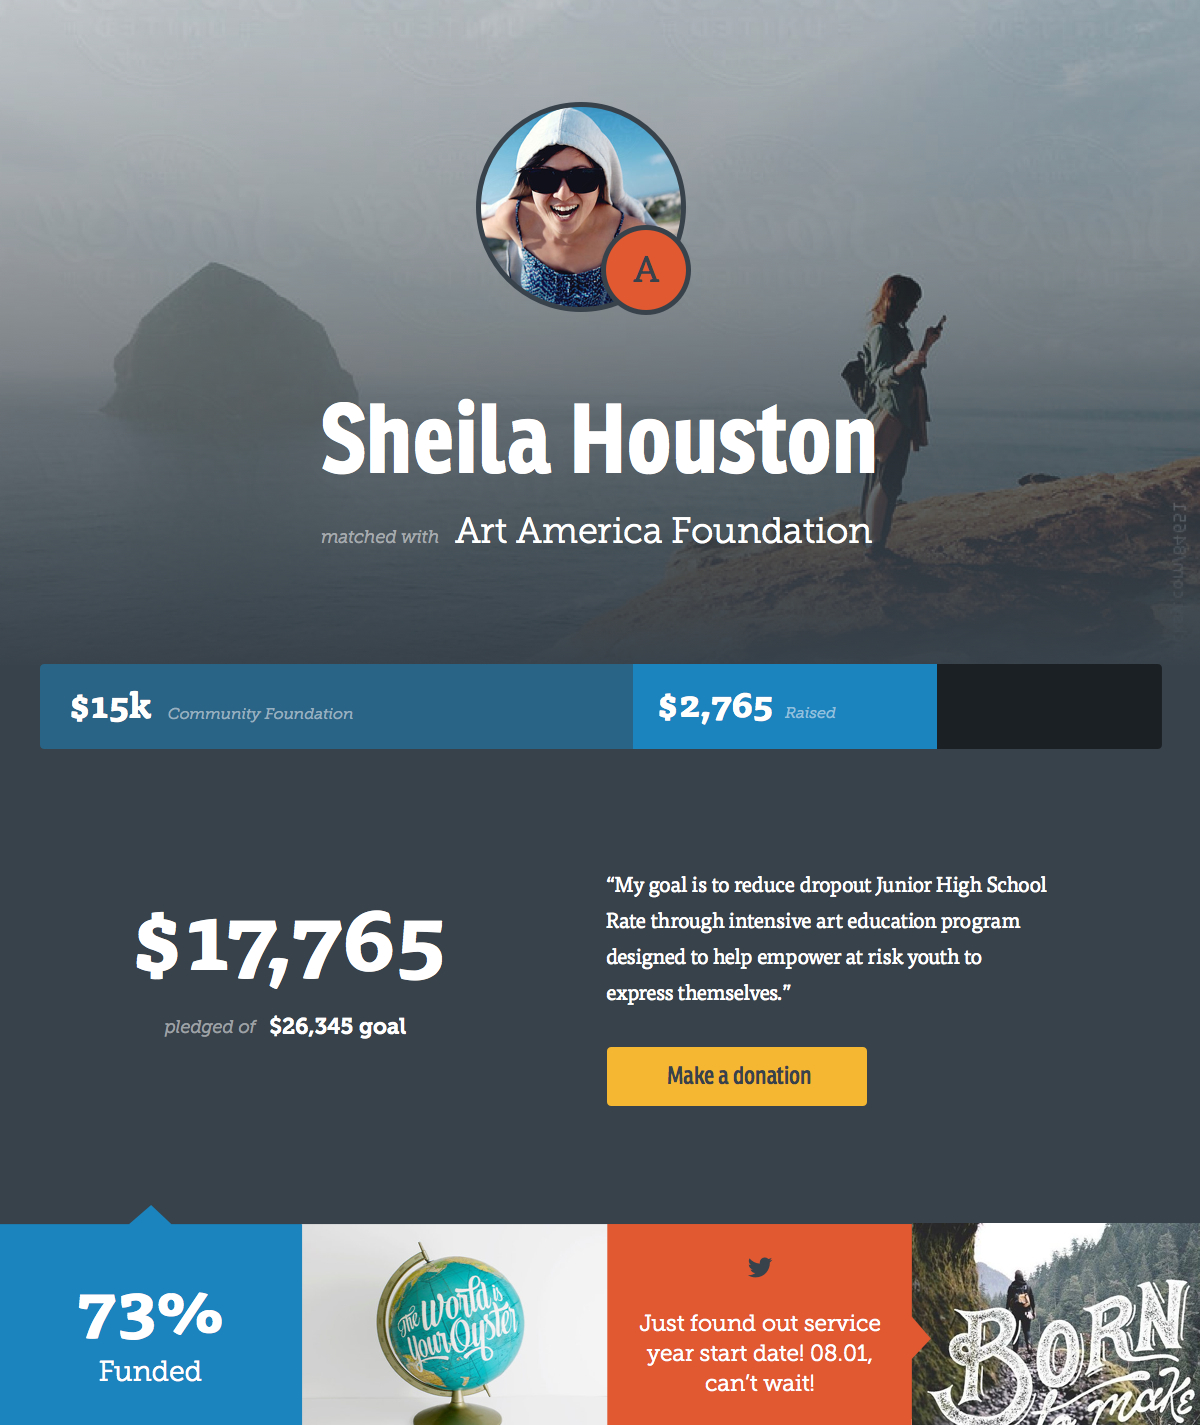 A
Sheila Houston
matched with Art America Foundation
$15k Community Foundation
$2,765 Raised
$17,765
pledged of $26,345 goal
“My goal is to reduce dropout Junior High School
Rate through intensive art education program
designed to help empower at risk youth to
express themselves.”
Make a donation
73%
Funded
The World is
Your Oyster
Just found out service
year start date! 08.01,
can’t wait!
BORN
to make